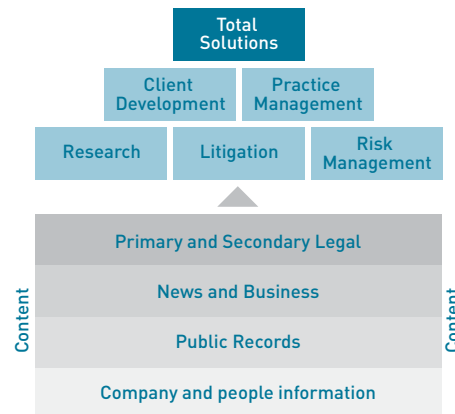 Total
Solutions
Client
Development
Practice
Management
Research
Litigation
Risk
Management
Primary and Secondary Legal
News and Business
Public Records
Company and people information
Content
Content